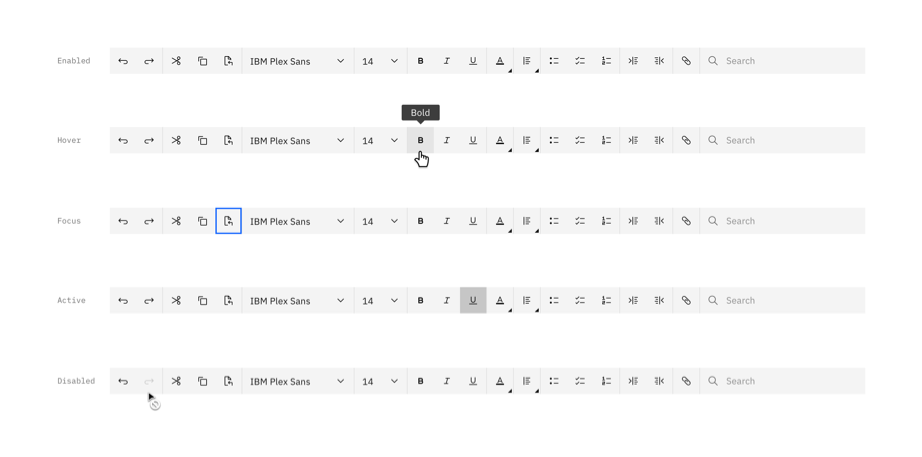 Enabled IBM Plex Sans 14 B I U A Search
Bold
Hover IBM Plex Sans 14 B I U A Search
Focus IBM Plex Sans 14 B I U A Search
Active IBM Plex Sans 14 B I U A Search
Disabled IBM Plex Sans 14 B I U A Search